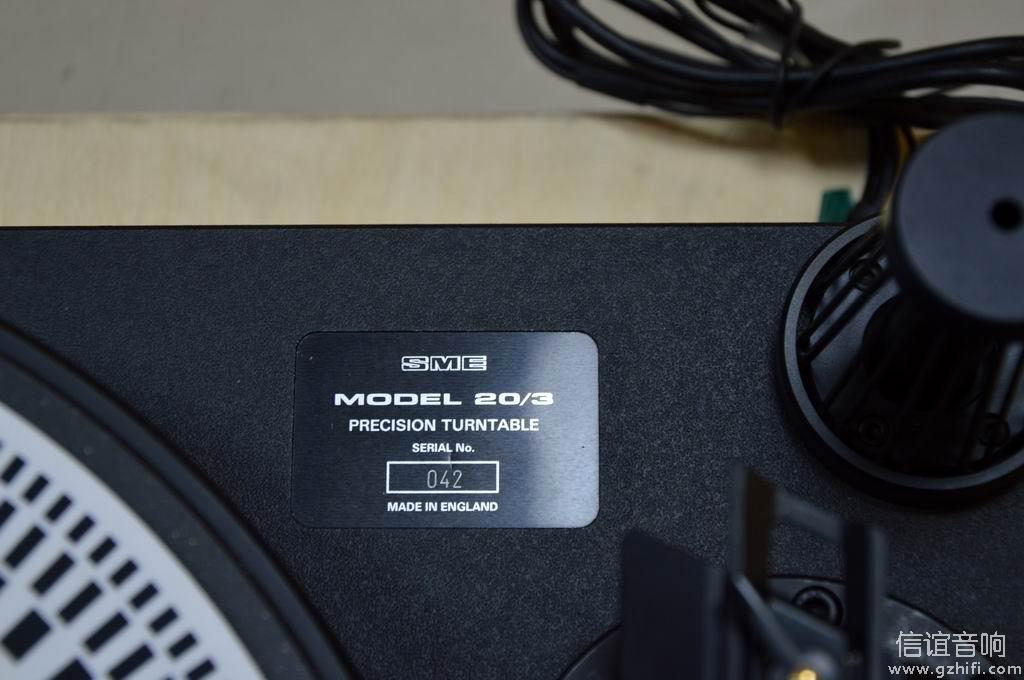 SME
MODEL 20/3
PRECISION TURNTABLE
SERIAL No.
042
MADE IN ENGLAND
信谊音响
www.gzhifi.com